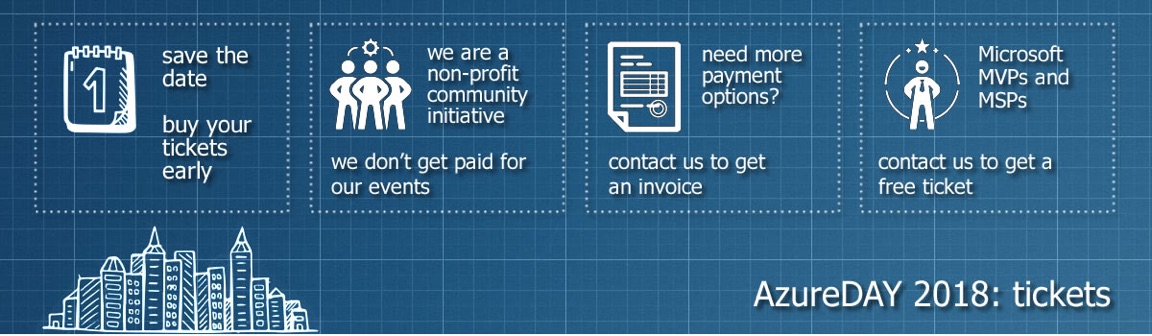 1
save the
date
buy your
tickets
early
we are a
non-profit
community
initiative
we don't get paid for
our events
need more
payment
options?
contact us to get
an invoice
Microsoft
MVPs and
MSPs
contact us to get a
free ticket
AzureDAY 2018: tickets